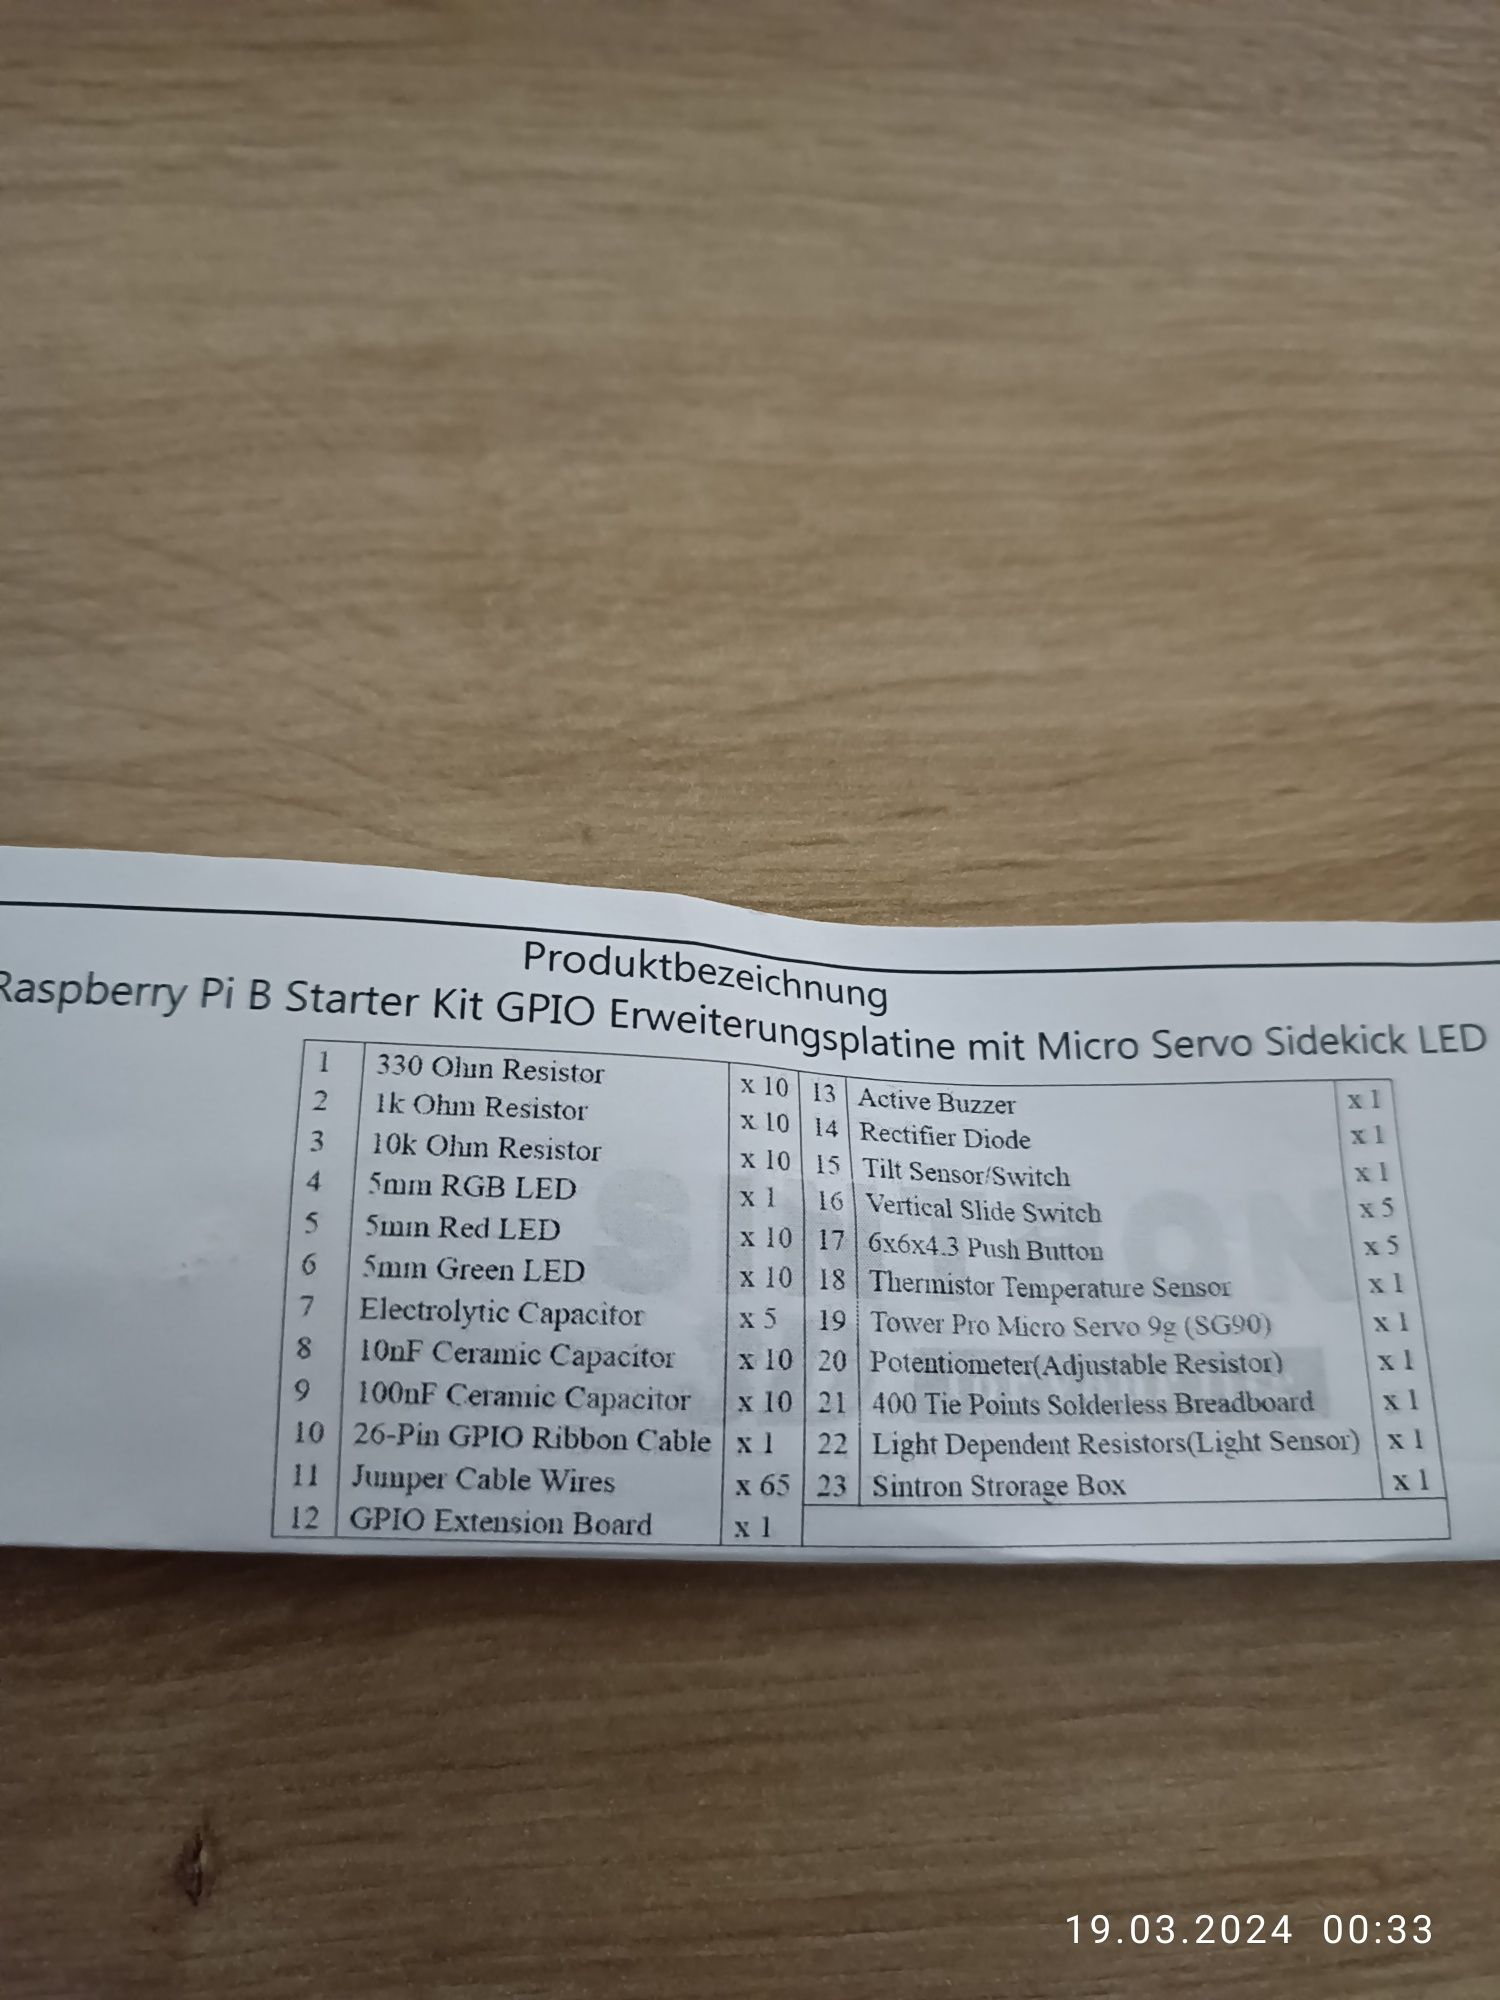 Produktbezeichnung
Raspberry Pi B Starter Kit GPIO Erweiterungsplatine mit Micro Servo Sidekick LED
1 330 Ohm Resistor x 10 13 Active Buzzer x 1
2 1k Ohm Resistor x 10 14 Rectifier Diode x 1
3 10k Ohm Resistor x 10 15 Tilt Sensor/Switch x 1
4 5mm RGB LED x 1 16 Vertical Slide Switch x 5
5 5mm Red LED x 10 17 6x6x4.3 Push Button x 5
6 5mm Green LED x 10 18 Thermistor Temperature Sensor x 1
7 Electrolytic Capacitor x 5 19 Tower Pro Micro Servo 9g (SG90) x 1
8 10nF Ceramic Capacitor x 10 20 Potentiometer(Adjustable Resistor) x 1
9 100nF Ceramic Capacitor x 10 21 400 Tie Points Solderless Breadboard x 1
10 26-Pin GPIO Ribbon Cable x 1 22 Light Dependent Resistors(Light Sensor) x 1
11 Jumper Cable Wires x 65 23 Sintron Strorage Box x 1
12 GPIO Extension Board x 1
19.03.2024 00:33